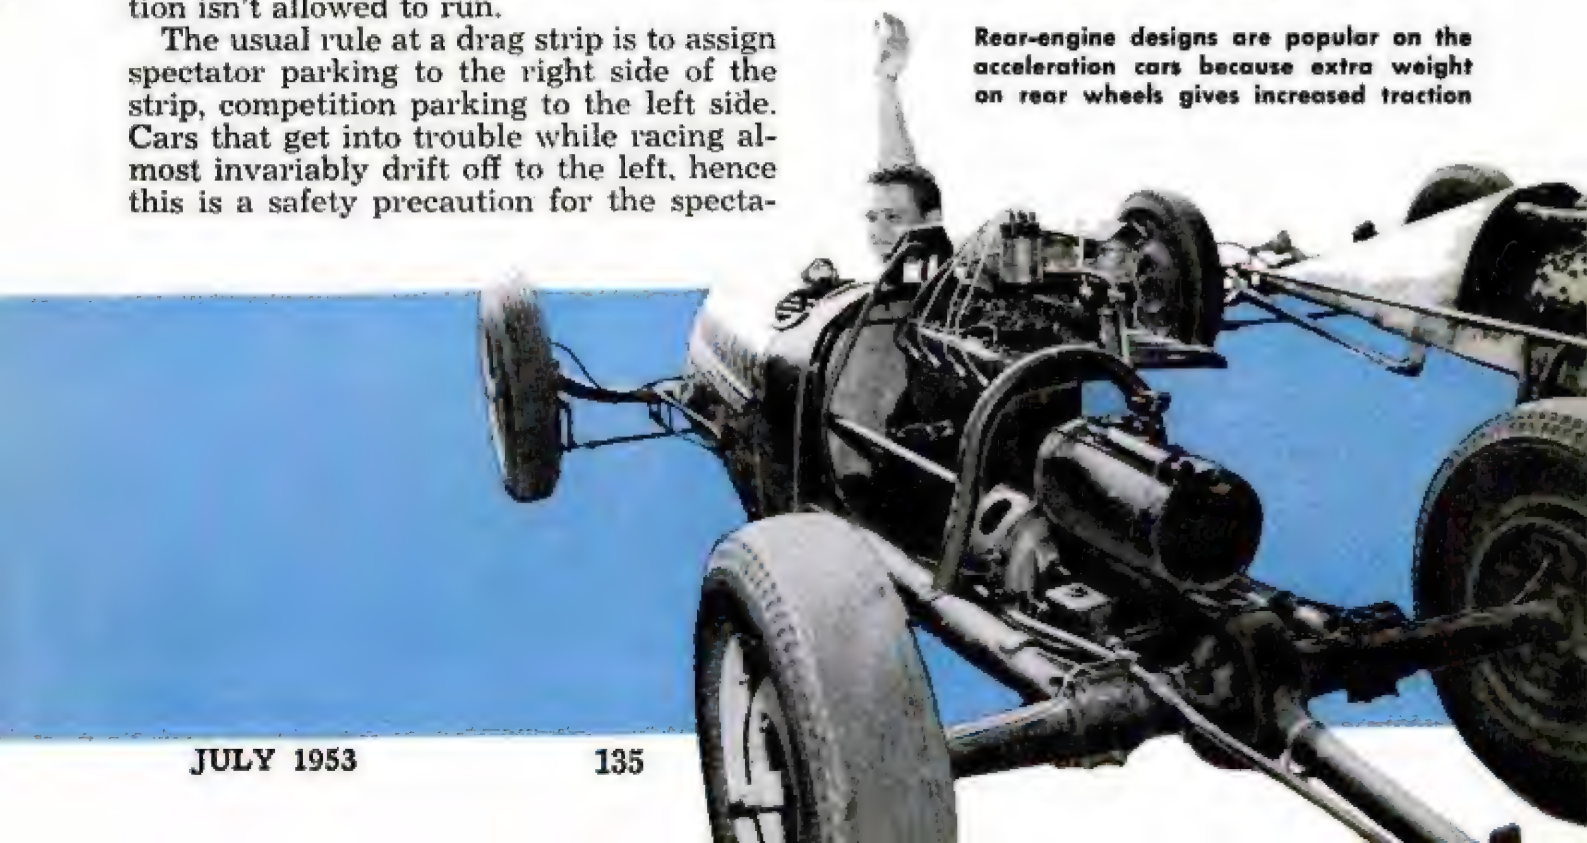 tion isn't allowed to run.
The usual rule at a drag strip is to assign
spectator parking to the right side of the
strip, competition parking to the left side.
Cars that get into trouble while racing al-
most invariably drift off to the left, hence
this is a safety precaution for the specta-
Rear-engine designs are popular on the
acceleration cars because extra weight
on rear wheels gives increased traction
JULY 1953
135